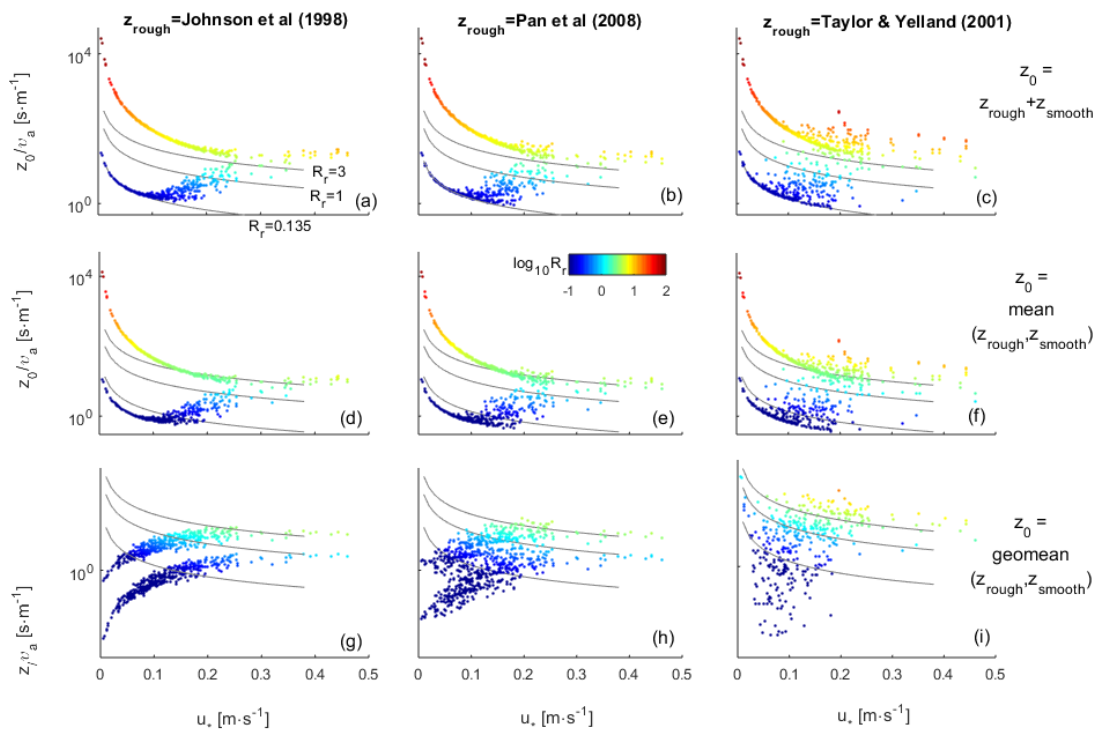 z_rough=Johnson et al (1998)
z_rough=Pan et al (2008)
z_rough=Taylor & Yelland (2001)
z_0/υ_a [s·m^-1]
10^4
10^0
R_r=3
R_r=1
R_r=0.135
(a)
(b)
(c)
z_0 =
z_rough+z_smooth
z_0/υ_a [s·m^-1]
10^4
10^0
log_10R_r
-1 0 1 2
(d)
(e)
(f)
z_0 =
mean
(z_rough,z_smooth)
z_/υ_a [s·m^-1]
10^0
(g)
(h)
(i)
z_0 =
geomean
(z_rough,z_smooth)
0 0.1 0.2 0.3 0.4 0.5
0 0.1 0.2 0.3 0.4 0.5
0 0.1 0.2 0.3 0.4 0.5
u_* [m·s^-1]
u_* [m·s^-1]
u_* [m·s^-1]